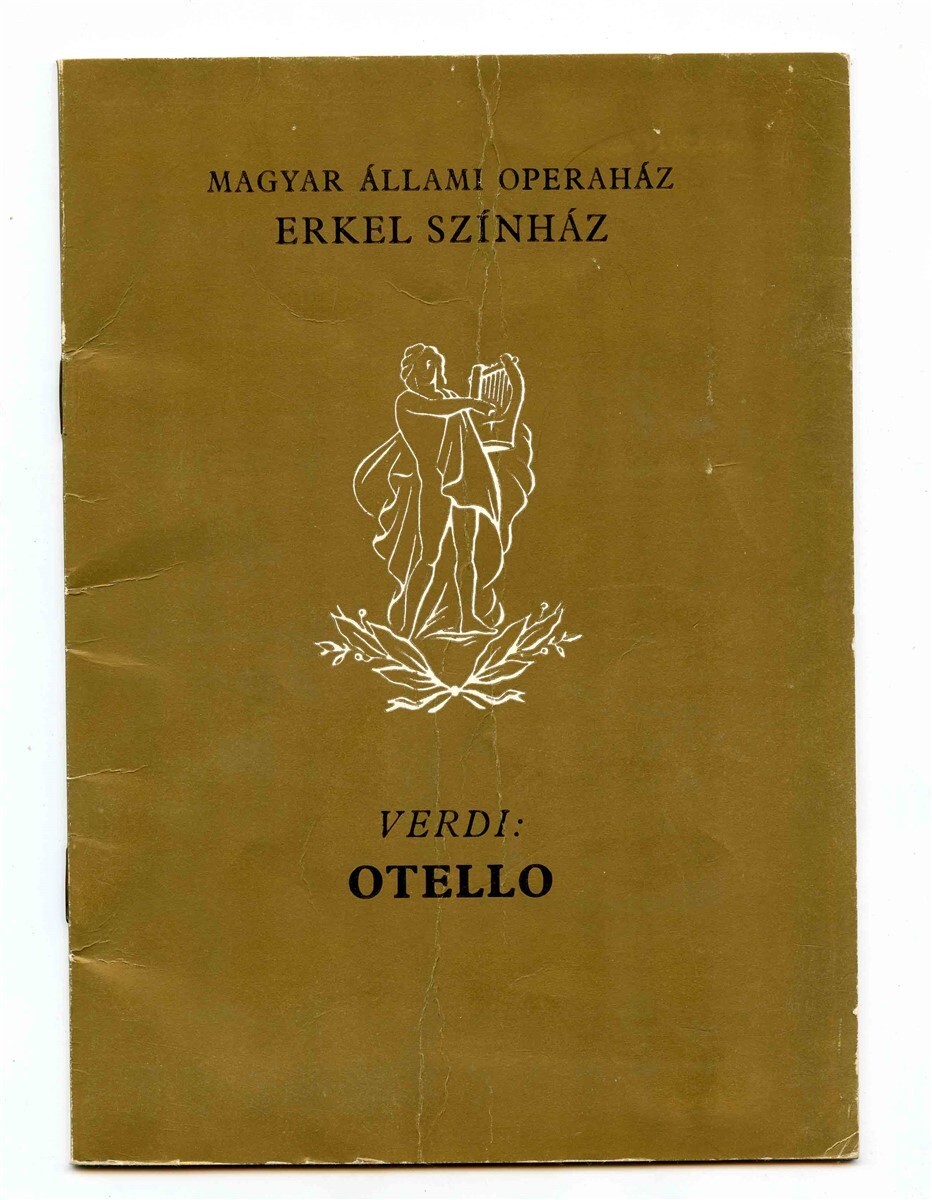 MAGYAR ÁLLAMI OPERAHÁZ
ERKEL SZÍNHÁZ
VERDI:
OTELLO